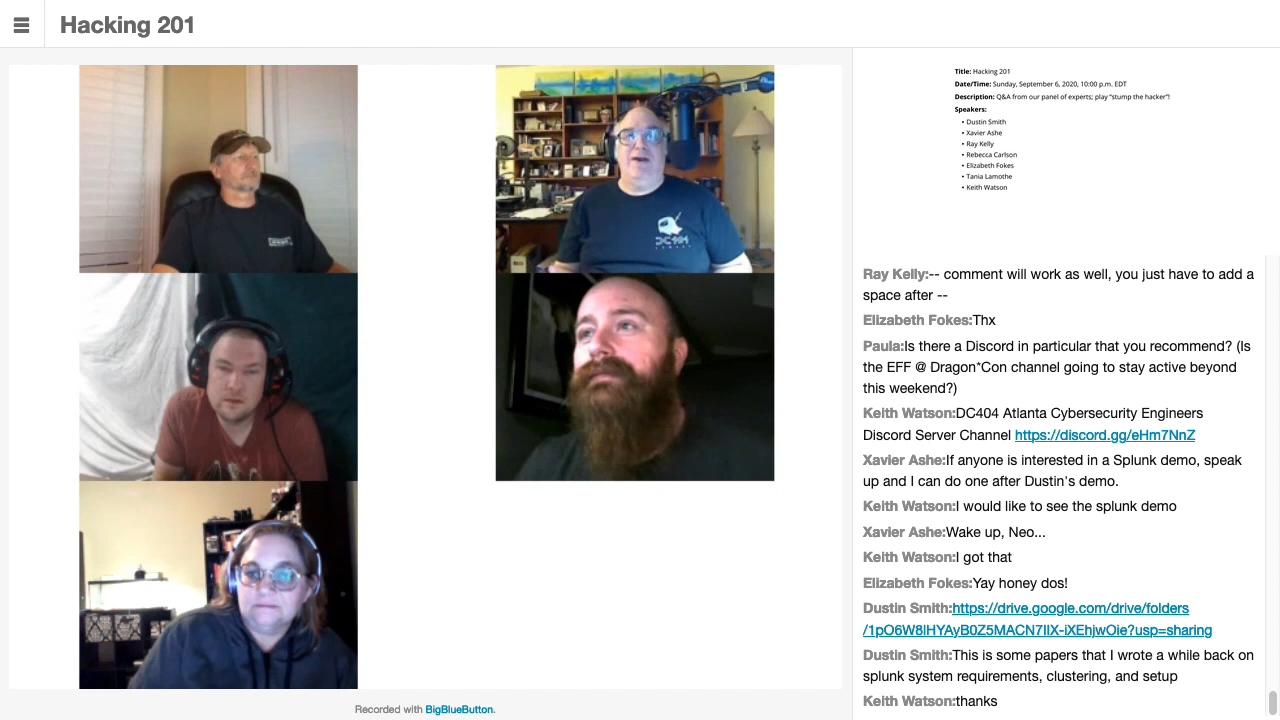 Hacking 201
Title: Hacking 201
Date/Time: Sunday, September 6, 2020, 10:00 p.m. EDT
Description: Q&A from our panel of experts; play "stump the hacker"!
Speakers:
• Dustin Smith
• Xavier Ashe
• Ray Kelly
• Rebecca Carlson
• Elizabeth Fokes
• Tania Lamothe
• Keith Watson
DC404
Ray Kelly:-- comment will work as well, you just have to add a
space after --
Elizabeth Fokes:Thx
Paula:Is there a Discord in particular that you recommend? (Is
the EFF @ Dragon*Con channel going to stay active beyond
this weekend?)
Keith Watson:DC404 Atlanta Cybersecurity Engineers
Discord Server Channel https://discord.gg/eHm7NnZ
Xavier Ashe:If anyone is interested in a Splunk demo, speak
up and I can do one after Dustin's demo.
Keith Watson:I would like to see the splunk demo
Xavier Ashe:Wake up, Neo...
Keith Watson:I got that
Elizabeth Fokes:Yay honey dos!
Dustin Smith:https://drive.google.com/drive/folders
/1pO6W8lHYAyB0Z5MACN7IlX-iXEhjwOie?usp=sharing
Dustin Smith:This is some papers that I wrote a while back on
splunk system requirements, clustering, and setup
Keith Watson:thanks
Recorded with BigBlueButton.